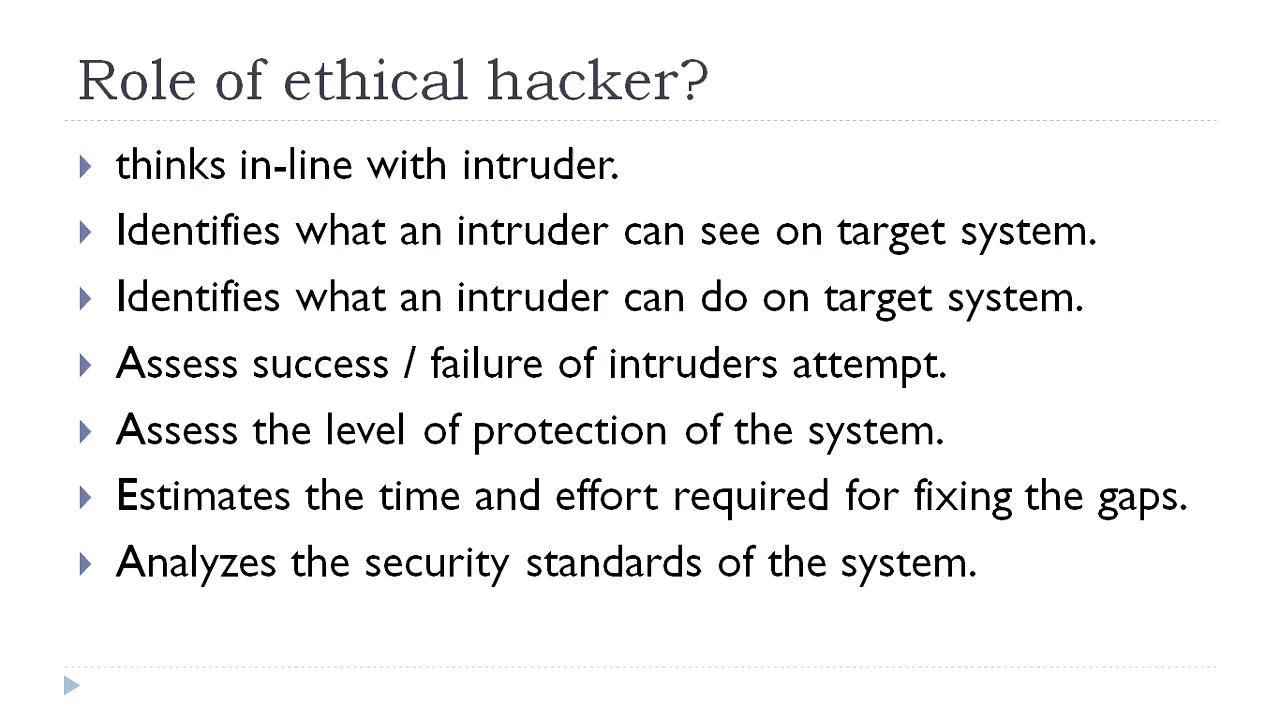 Role of ethical hacker?
thinks in-line with intruder.
Identifies what an intruder can see on target system.
Identifies what an intruder can do on target system.
Assess success / failure of intruders attempt.
Assess the level of protection of the system.
Estimates the time and effort required for fixing the gaps.
Analyzes the security standards of the system.